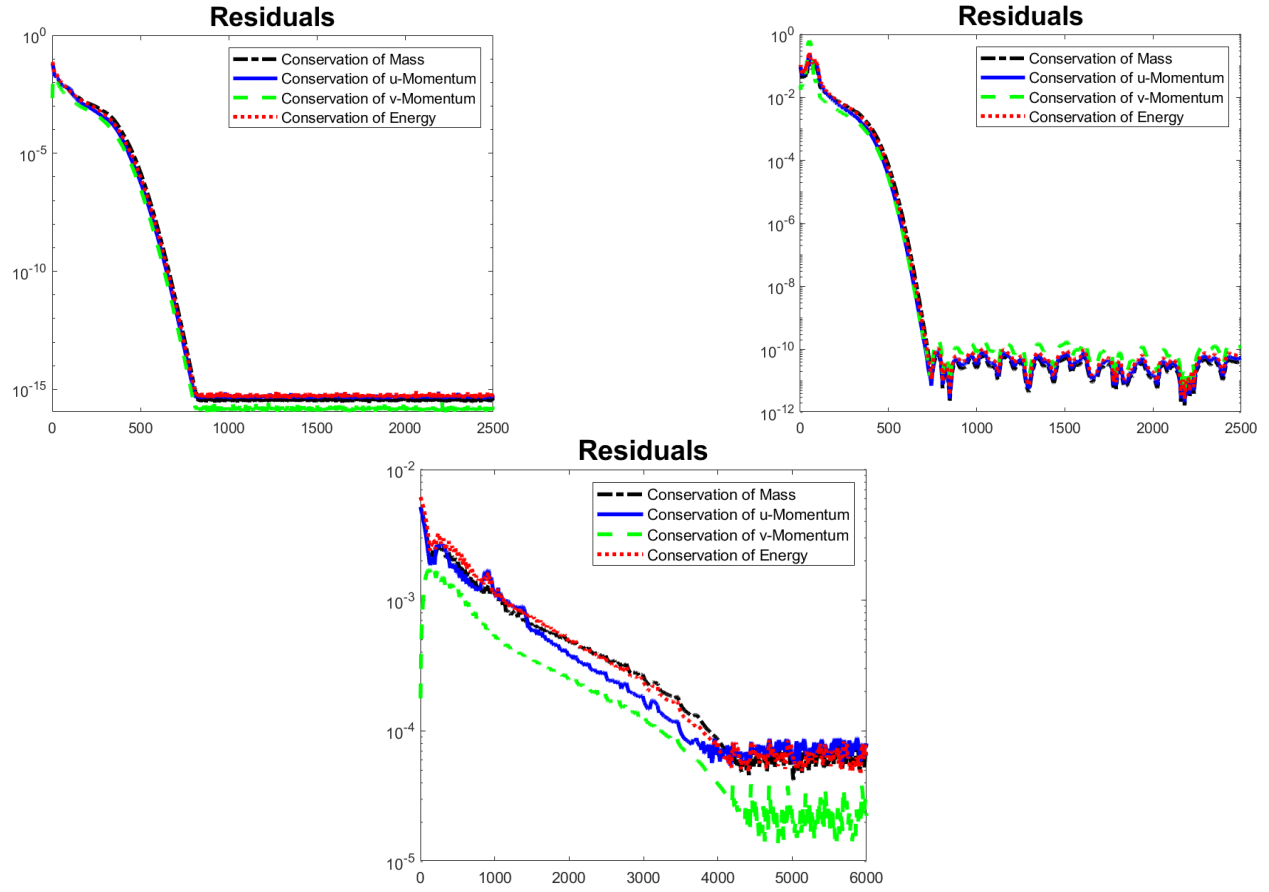 Residuals
10^0
10^-5
10^-10
10^-15
0 500 1000 1500 2000 2500
Conservation of Mass
Conservation of u-Momentum
Conservation of v-Momentum
Conservation of Energy
Residuals
10^0
10^-2
10^-4
10^-6
10^-8
10^-10
10^-12
0 500 1000 1500 2000 2500
Conservation of Mass
Conservation of u-Momentum
Conservation of v-Momentum
Conservation of Energy
Residuals
10^-2
10^-3
10^-4
10^-5
0 1000 2000 3000 4000 5000 6000
Conservation of Mass
Conservation of u-Momentum
Conservation of v-Momentum
Conservation of Energy